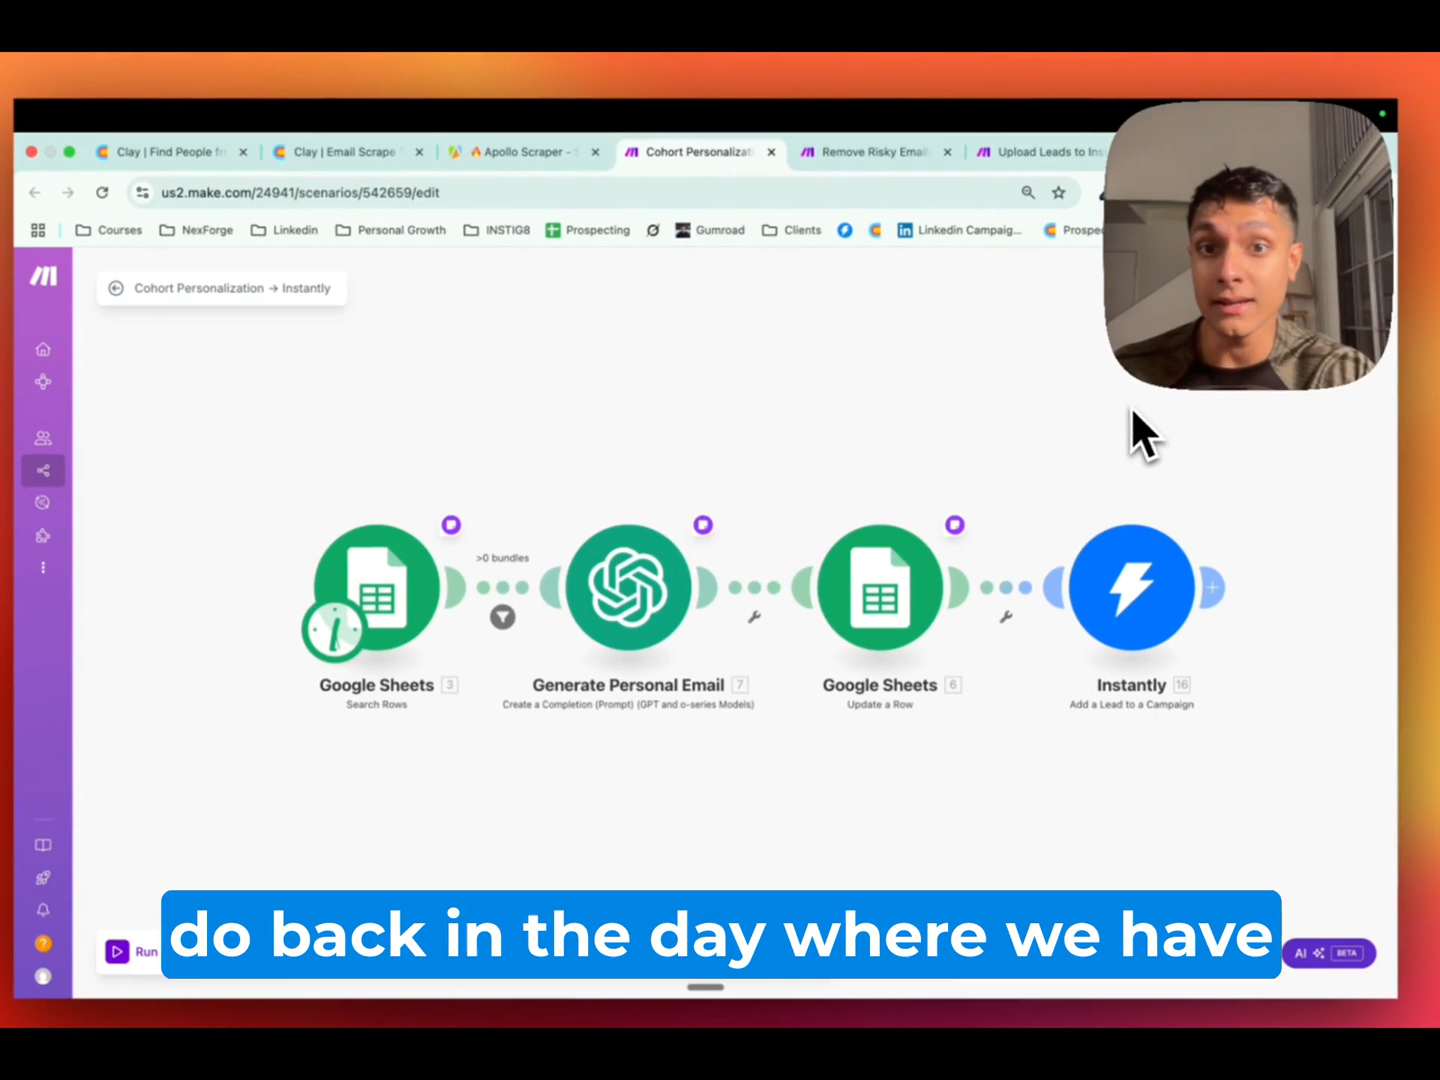 Clay | Find People fr
Clay | Email Scrape
Apollo Scraper -
Cohort Personalizati
Remove Risky Email
Upload Leads to Ins
us2.make.com/24941/scenarios/542659/edit
Courses
NexForge
Linkedin
Personal Growth
INSTIG8
Prospecting
Gumroad
Clients
Linkedin Campaig...
Prospec
Cohort Personalization → Instantly
>0 bundles
Google Sheets 3
Search Rows
Generate Personal Email 7
Create a Completion (Prompt) (GPT and o-series Models)
Google Sheets 6
Update a Row
Instantly 16
Add a Lead to a Campaign
Run
do back in the day where we have
AI BETA